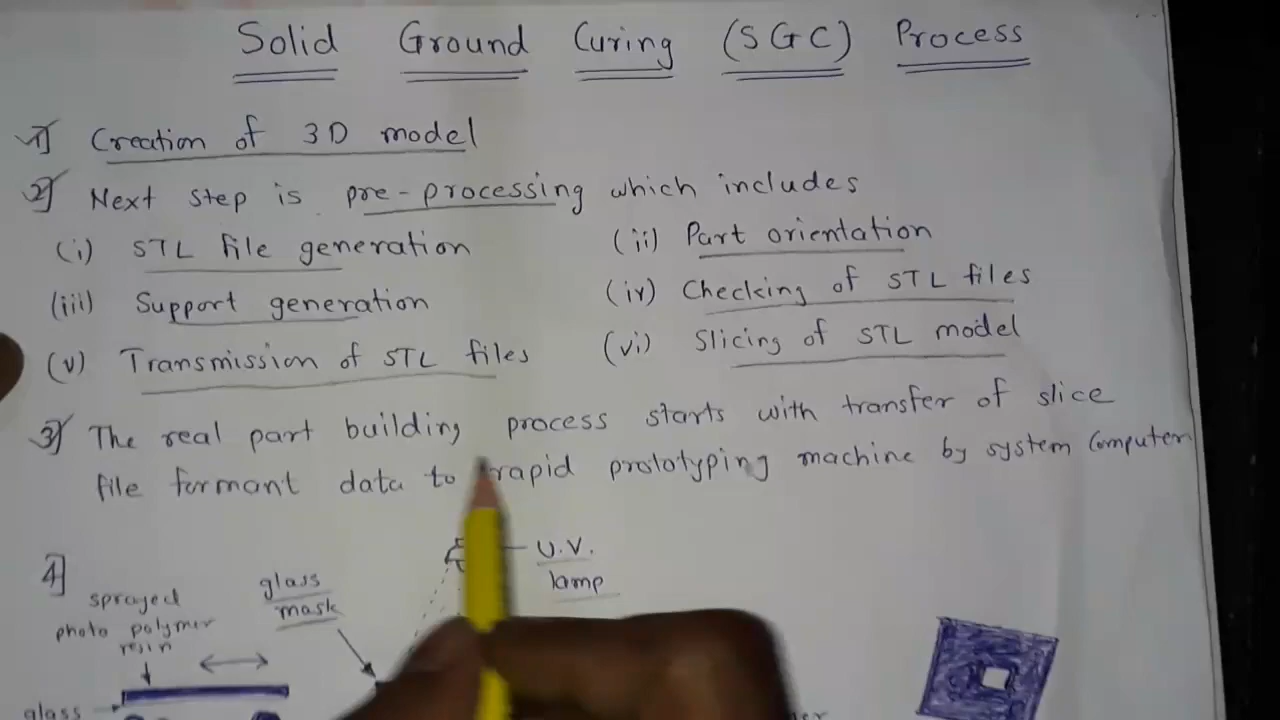 Solid Ground Curing (SGC) Process
1) Creation of 3D model
2) Next step is pre-processing which includes
(i) STL file generation (ii) Part orientation
(iii) Support generation (iv) Checking of STL files
(v) Transmission of STL files (vi) Slicing of STL model
3) The real part building process starts with transfer of slice
file formant data to rapid prototyping machine by system Computer
4]
U.V.
lamp
glass
mask
sprayed
photo polymer
resin
glass